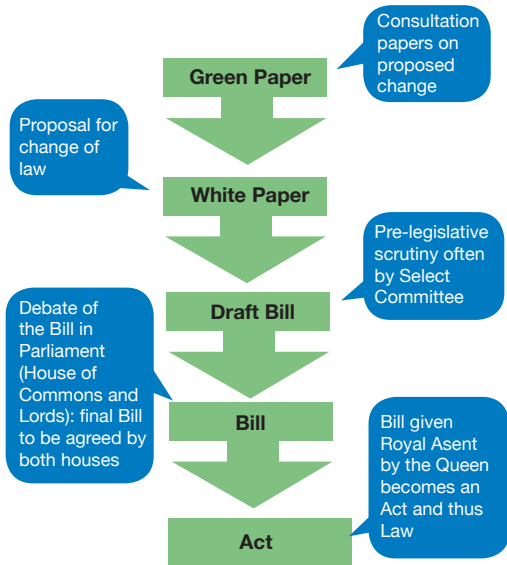 Consultation
papers on
proposed
change
Green Paper
Proposal for
change of
law
White Paper
Pre-legislative
scrutiny often
by Select
Committee
Draft Bill
Debate of
the Bill in
Parliament
(House of
Commons and
Lords): final Bill
to be agreed by
both houses
Bill
Bill given
Royal Asent
by the Queen
becomes an
Act and thus
Law
Act